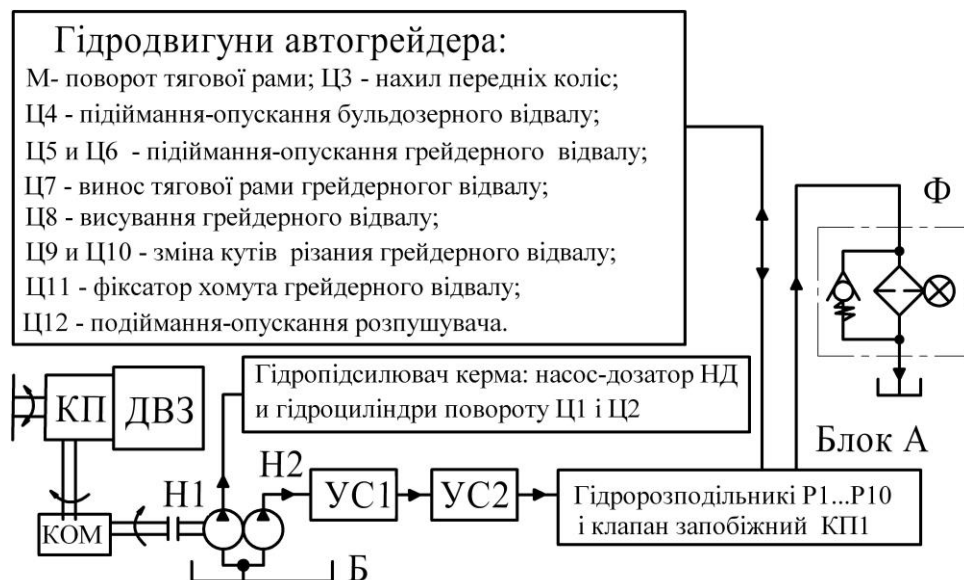 Гідродвигуни автогрейдера:
М- поворот тягової рами; Ц3 - нахил передніх коліс;
Ц4 - підіймання-опускання бульдозерного відвалу;
Ц5 и Ц6 - підіймання-опускання грейдерного відвалу;
Ц7 - винос тягової рами грейдерногог відвалу;
Ц8 - висування грейдерного відвалу;
Ц9 и Ц10 - зміна кутів різання грейдерного відвалу;
Ц11 - фіксатор хомута грейдерного відвалу;
Ц12 - подіймання-опускання розпушувача.
Ф
Гідропідсилювач керма: насос-дозатор НД
и гідроциліндри повороту Ц1 і Ц2
КП
ДВЗ
Блок А
Н1
Н2
УС1
УС2
Гідророзподільникі Р1...Р10
і клапан запобіжний КП1
КОМ
Б